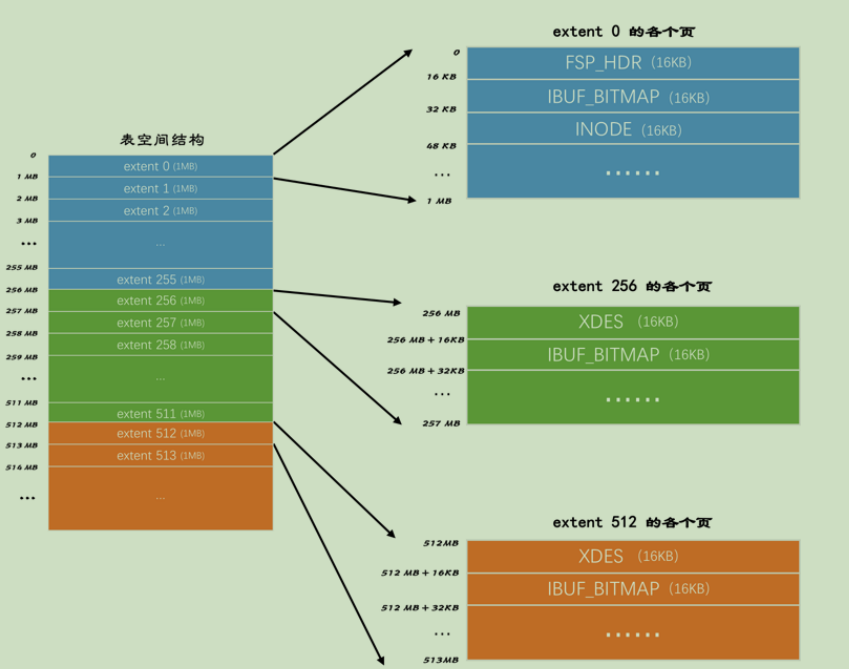 表空间结构
0
extent 0 (1MB)
1 MB
extent 1 (1MB)
2 MB
extent 2 (1MB)
3 MB
...
...
255 MB
extent 255 (1MB)
256 MB
extent 256 (1MB)
257 MB
extent 257 (1MB)
258 MB
extent 258 (1MB)
259 MB
...
...
511 MB
extent 511 (1MB)
512 MB
extent 512 (1MB)
513 MB
extent 513 (1MB)
514 MB
...
...
extent 0 的各个页
0
FSP_HDR (16KB)
16 KB
IBUF_BITMAP (16KB)
32 KB
INODE (16KB)
48 KB
...
......
1 MB
extent 256 的各个页
256 MB
XDES (16KB)
256 MB + 16KB
IBUF_BITMAP (16KB)
256 MB + 32KB
...
......
257 MB
extent 512 的各个页
512MB
XDES (16KB)
512 MB + 16KB
IBUF_BITMAP (16KB)
512 MB + 32KB
...
......
513MB